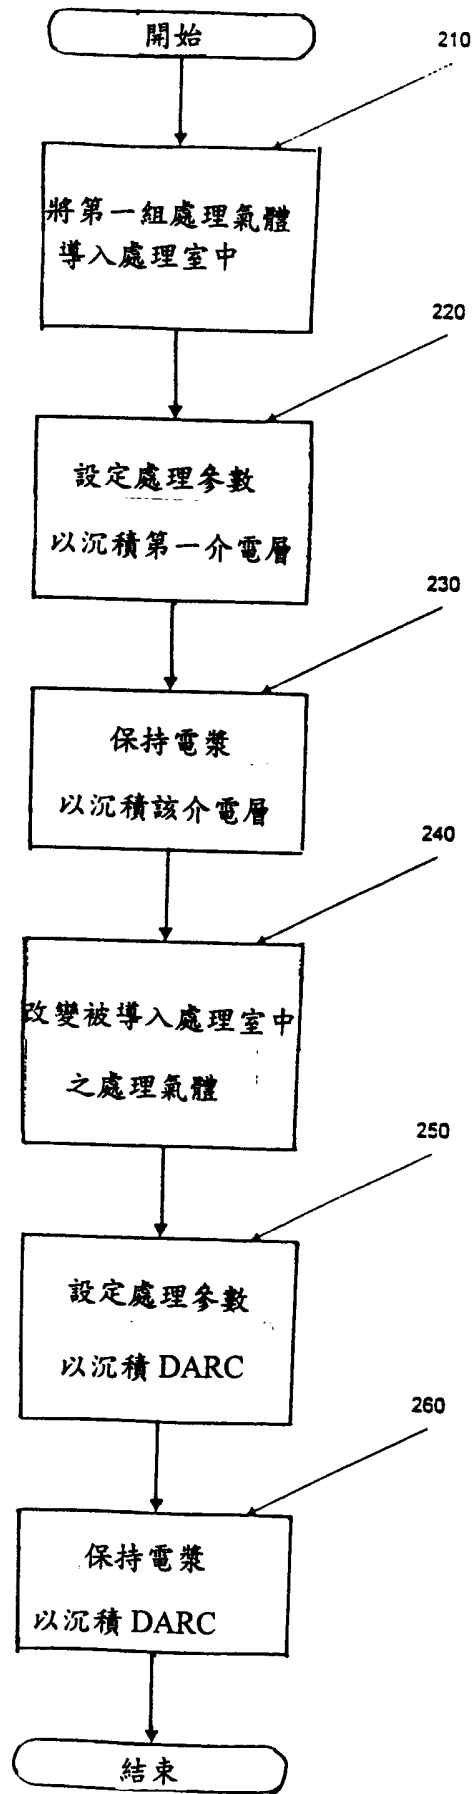 開始
210
將第一組處理氣體
導入處理室中
220
設定處理參數
以沉積第一介電層
230
保持電漿
以沉積該介電層
240
改變被導入處理室中
之處理氣體
250
設定處理參數
以沉積 DARC
260
保持電漿
以沉積 DARC
結束